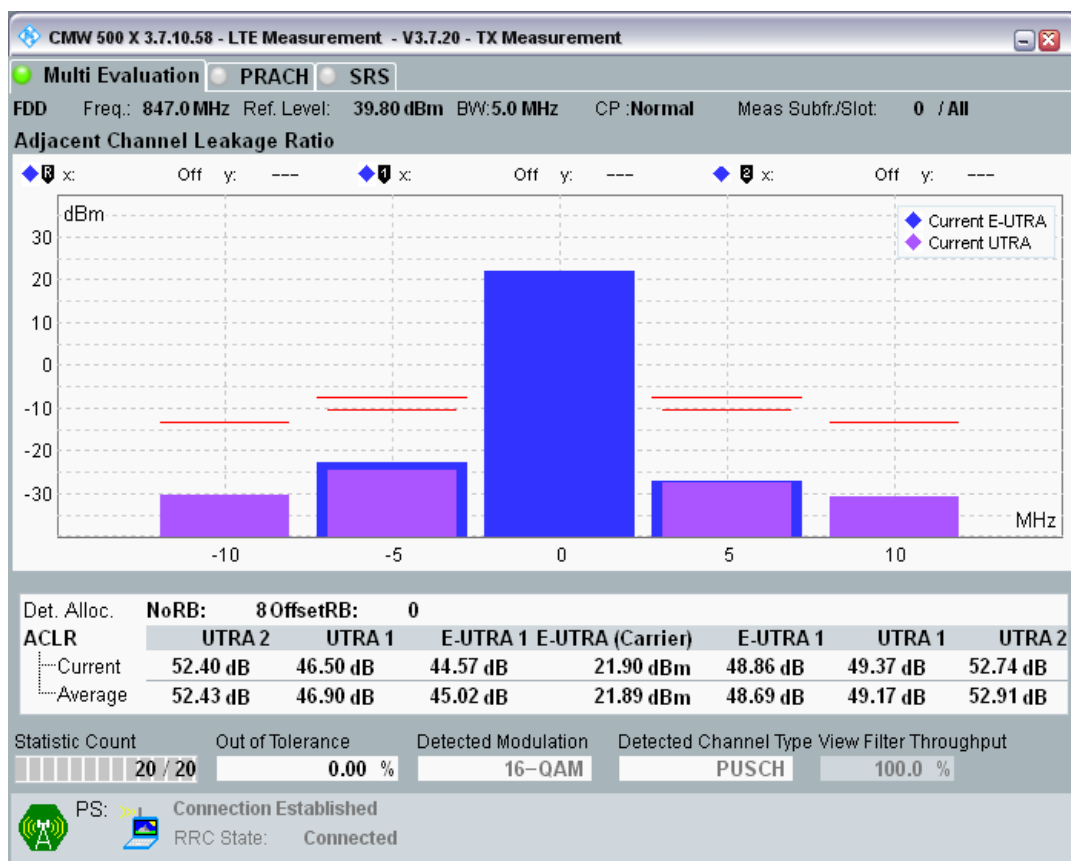 CMW 500 X 3.7.10.58 - LTE Measurement - V3.7.20 - TX Measurement
Multi Evaluation PRACH SRS
FDD Freq.: 847.0 MHz Ref. Level: 39.80 dBm BW: 5.0 MHz CP : Normal Meas Subfr./Slot: 0 / All
Adjacent Channel Leakage Ratio
R x: Off y: --- 1 x: Off y: --- 2 x: Off y: ---
dBm
Current E-UTRA
Current UTRA
30
20
10
0
-10
-20
-30
MHz
-10 -5 0 5 10
Det. Alloc. NoRB: 8 OffsetRB: 0
ACLR UTRA 2 UTRA 1 E-UTRA 1 E-UTRA (Carrier) E-UTRA 1 UTRA 1 UTRA 2
Current 52.40 dB 46.50 dB 44.57 dB 21.90 dBm 48.86 dB 49.37 dB 52.74 dB
Average 52.43 dB 46.90 dB 45.02 dB 21.89 dBm 48.69 dB 49.17 dB 52.91 dB
Statistic Count Out of Tolerance Detected Modulation Detected Channel Type View Filter Throughput
20 / 20 0.00 % 16-QAM PUSCH 100.0 %
PS: Connection Established
RRC State: Connected